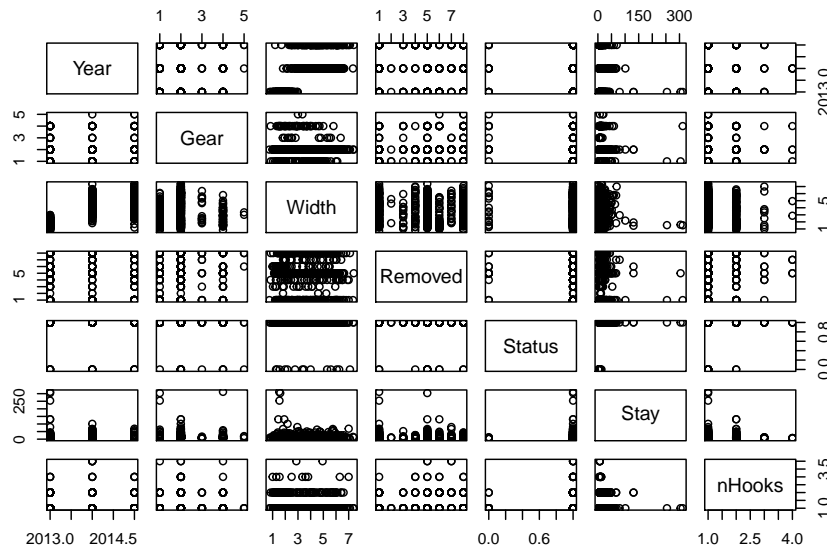 1 3 5 1 3 5 7 0 150 300
Year 2013.0
1 3 5 Gear
Width 1 5
1 5 Removed
Status 0.0 0.8
0 250 Stay
nHooks 1.0 3.5
2013.0 2014.5 1 3 5 7 0.0 0.6 1.0 2.5 4.0